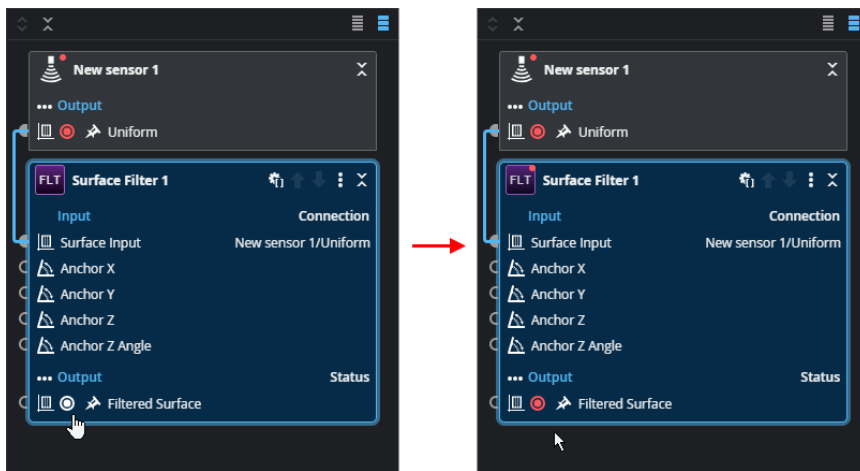 New sensor 1
••• Output
Uniform
FLT Surface Filter 1
Input Connection
Surface Input New sensor 1/Uniform
Anchor X
Anchor Y
Anchor Z
Anchor Z Angle
••• Output Status
Filtered Surface
New sensor 1
••• Output
Uniform
FLT Surface Filter 1
Input Connection
Surface Input New sensor 1/Uniform
Anchor X
Anchor Y
Anchor Z
Anchor Z Angle
••• Output Status
Filtered Surface